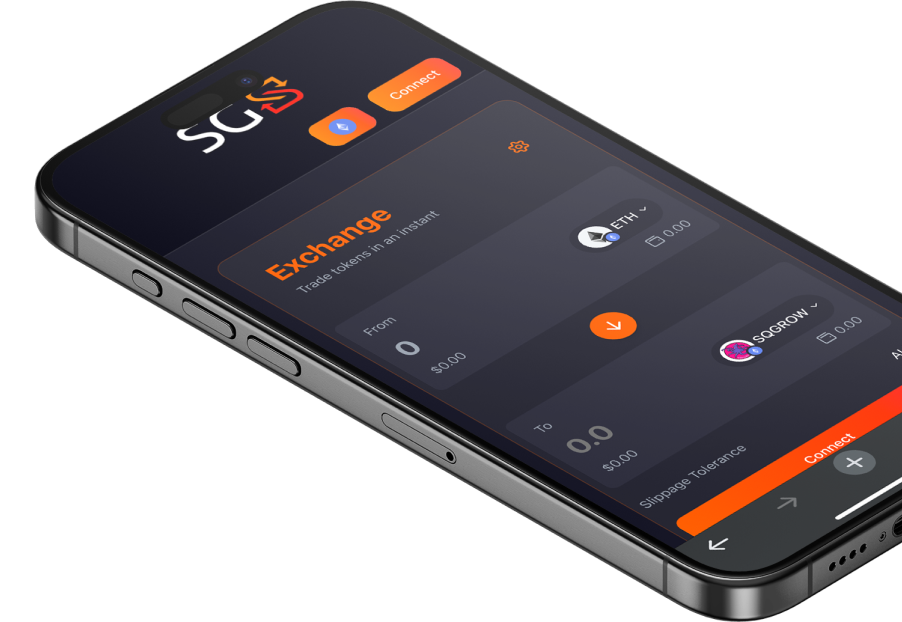 SGS
Connect
Exchange
Trade tokens in an instant
From
0
$0.00
ETH
0.00
To
0.0
$0.00
SQGROW
0.00
Slippage Tolerance
Connect